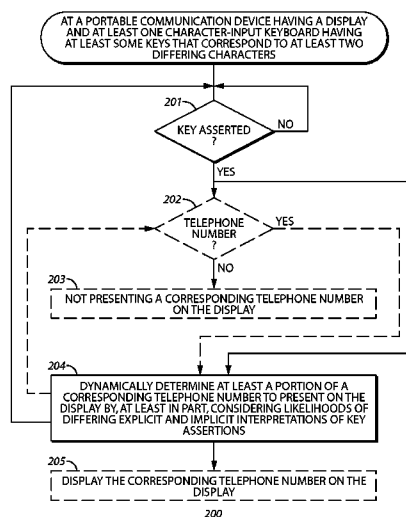 AT A PORTABLE COMMUNICATION DEVICE HAVING A DISPLAY
AND AT LEAST ONE CHARACTER-INPUT KEYBOARD HAVING
AT LEAST SOME KEYS THAT CORRESPOND TO AT LEAST TWO
DIFFERING CHARACTERS
201
KEY ASSERTED
?
NO
YES
202
TELEPHONE
NUMBER
?
YES
NO
203
NOT PRESENTING A CORRESPONDING TELEPHONE NUMBER
ON THE DISPLAY
204
DYNAMICALLY DETERMINE AT LEAST A PORTION OF A
CORRESPONDING TELEPHONE NUMBER TO PRESENT ON THE
DISPLAY BY, AT LEAST IN PART, CONSIDERING LIKELIHOODS OF
DIFFERING EXPLICIT AND IMPLICIT INTERPRETATIONS OF KEY
ASSERTIONS
205
DISPLAY THE CORRESPONDING TELEPHONE NUMBER ON THE
DISPLAY
200